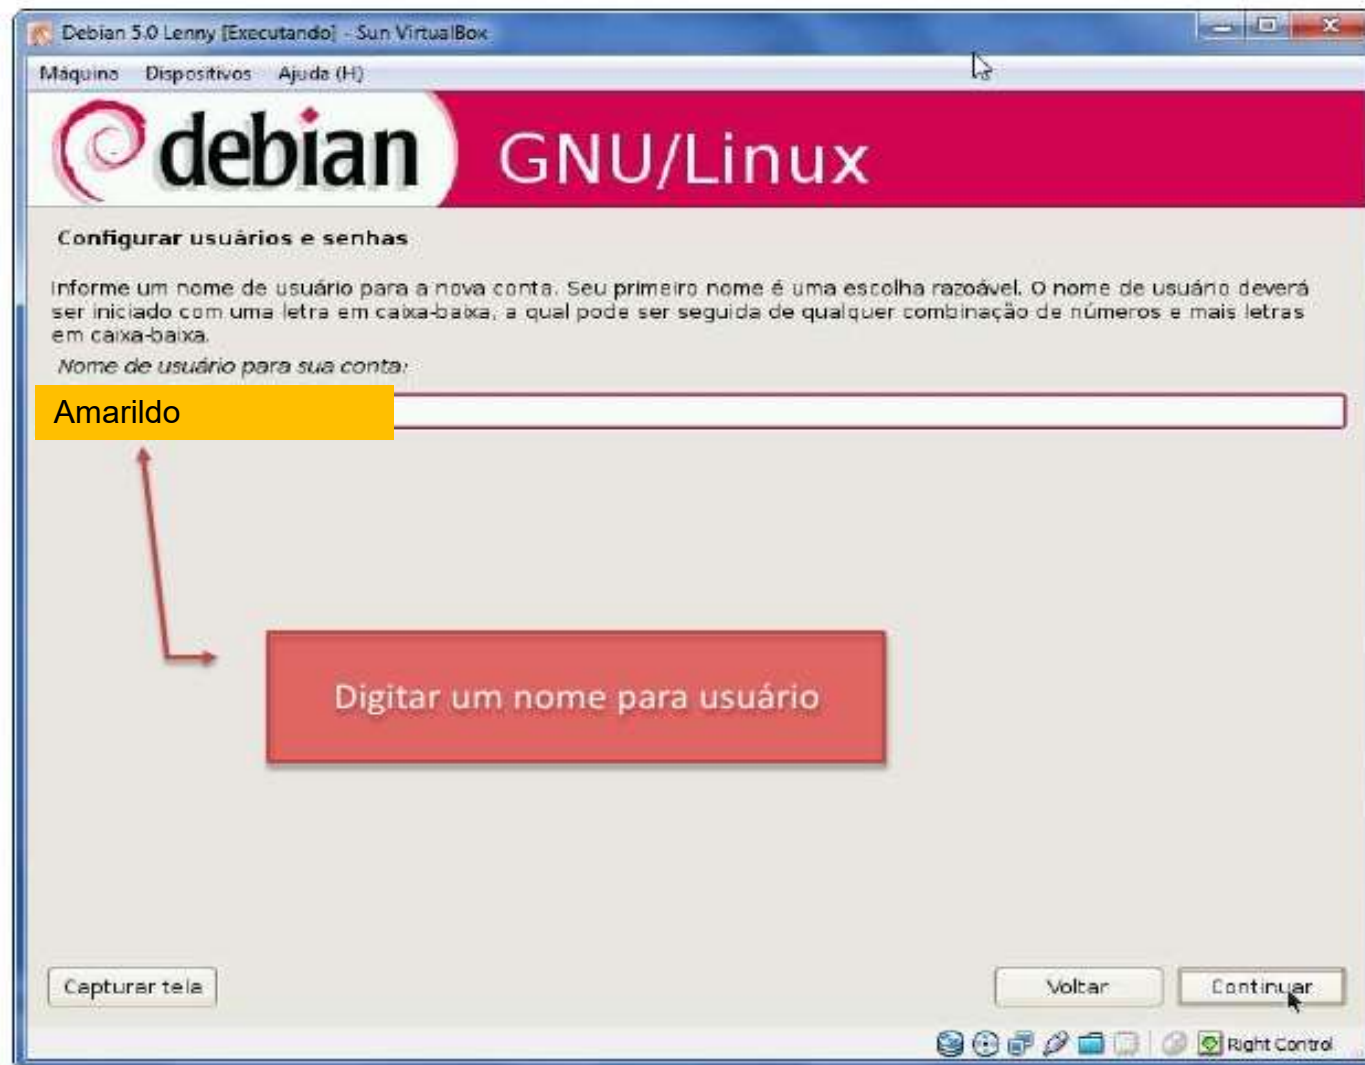 Debian 5.0 Lenny [Executando] - Sun VirtualBox
Máquina Dispositivos Ajuda (H)
debian GNU/Linux
Configurar usuários e senhas
Informe um nome de usuário para a nova conta. Seu primeiro nome é uma escolha razoável. O nome de usuário deverá
ser iniciado com uma letra em caixa-baixa, a qual pode ser seguida de qualquer combinação de números e mais letras
em caixa-baixa.
Nome de usuário para sua conta:
Amarildo
Digitar um nome para usuário
Capturar tela Voltar Continuar
Right Control